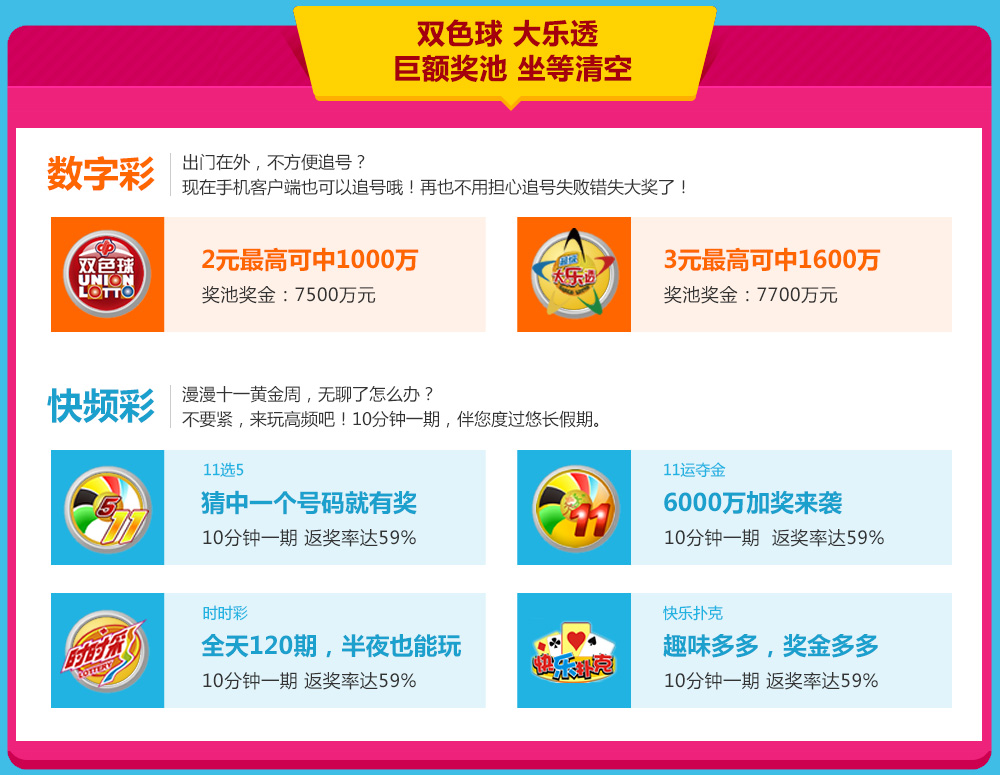 双色球 大乐透
巨额奖池 坐等清空
数字彩
出门在外，不方便追号？
现在手机客户端也可以追号哦！再也不用担心追号失败错失大奖了！
双色球
UNION
LOTTO
2元最高可中1000万
奖池奖金：7500万元
超级
大乐透
3元最高可中1600万
奖池奖金：7700万元
快频彩
漫漫十一黄金周，无聊了怎么办？
不要紧，来玩高频吧！10分钟一期，伴您度过悠长假期。
5
11
11选5
猜中一个号码就有奖
10分钟一期 返奖率达59%
11
11运夺金
6000万加奖来袭
10分钟一期 返奖率达59%
时时彩
LOTTERY
时时彩
全天120期，半夜也能玩
10分钟一期 返奖率达59%
快乐扑克
快乐扑克
趣味多多，奖金多多
10分钟一期 返奖率达59%